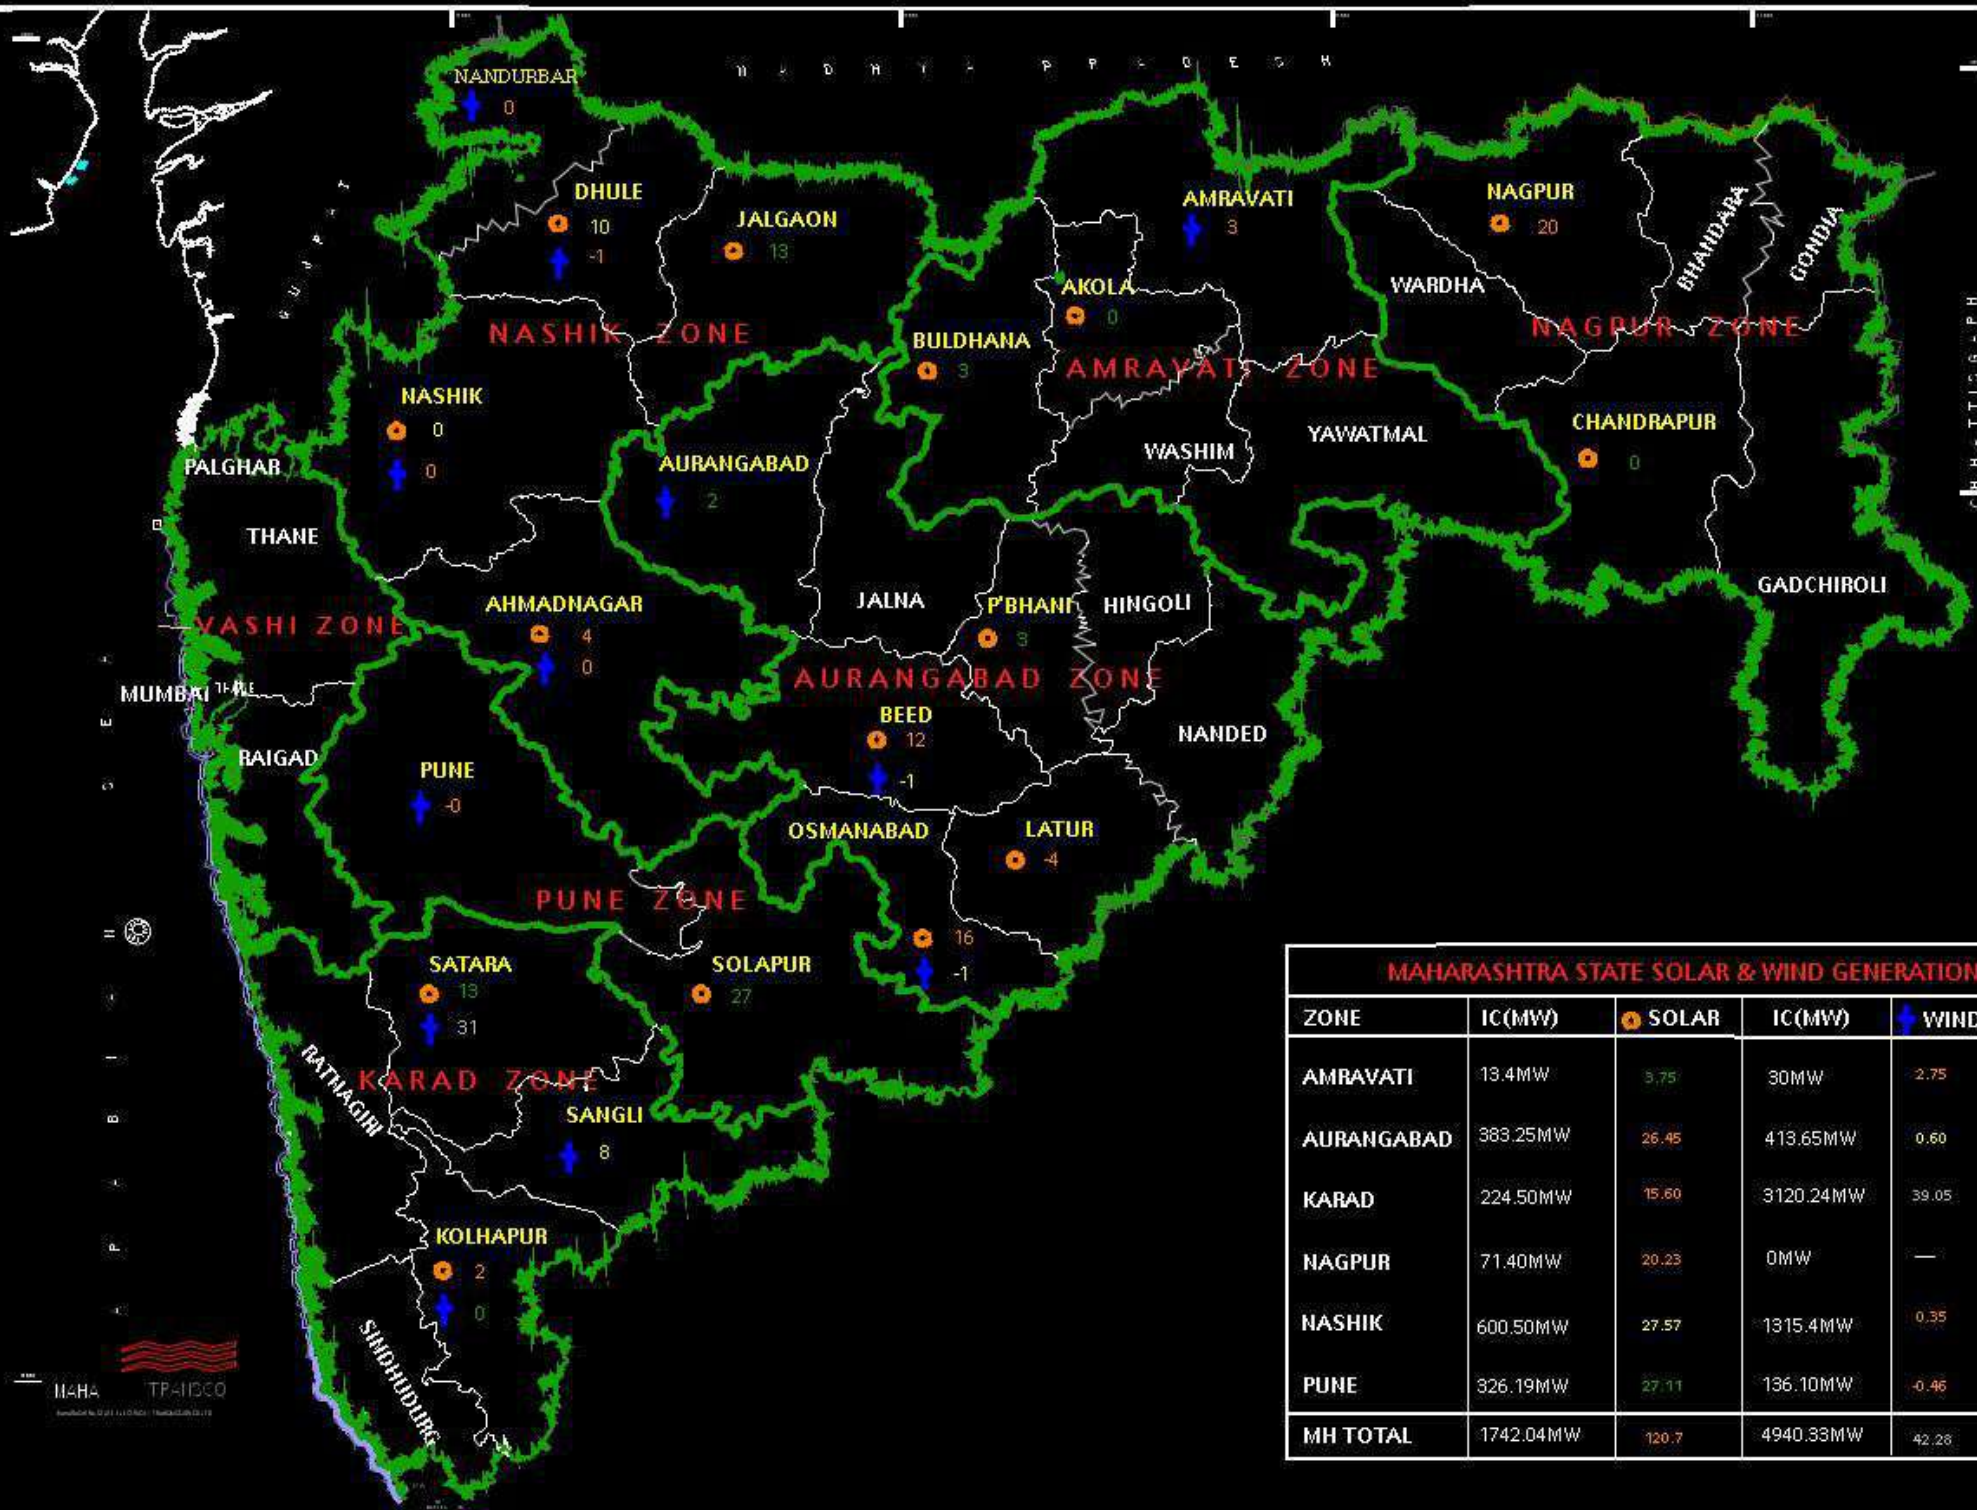 NANDURBAR
0
DHULE
10
-1
JALGAON
13
AMRAVATI
3
NAGPUR
20
BHANDARA
GONDIA
AKOLA
0
WARDHA
NASHIK ZONE
NAGPUR ZONE
BULDHANA
3
AMRAVATI ZONE
NASHIK
0
0
CHANDRAPUR
0
YAWATMAL
WASHIM
PALGHAR
AURANGABAD
2
THANE
GADCHIROLI
AHMADNAGAR
4
0
JALNA
P'BHANI
3
HINGOLI
VASHI ZONE
AURANGABAD ZONE
MUMBAI
THANE
BEED
12
-1
NANDED
RAIGAD
PUNE
-0
OSMANABAD
LATUR
-4
PUNE ZONE
16
-1
SATARA
13
31
SOLAPUR
27
RATNAGIRI
KARAD ZONE
SANGLI
8
KOLHAPUR
2
0
SINDHUDURG
MAHA TRANSCO
MAHARASHTRA STATE SOLAR & WIND GENERATION
ZONE IC(MW) SOLAR IC(MW) WIND
AMRAVATI 13.4MW 3.75 30MW 2.75
AURANGABAD 383.25MW 26.45 413.65MW 0.60
KARAD 224.50MW 15.60 3120.24MW 39.05
NAGPUR 71.40MW 20.23 0MW —
NASHIK 600.50MW 27.57 1315.4MW 0.35
PUNE 326.19MW 27.11 136.10MW -0.46
MH TOTAL 1742.04MW 120.7 4940.33MW 42.28